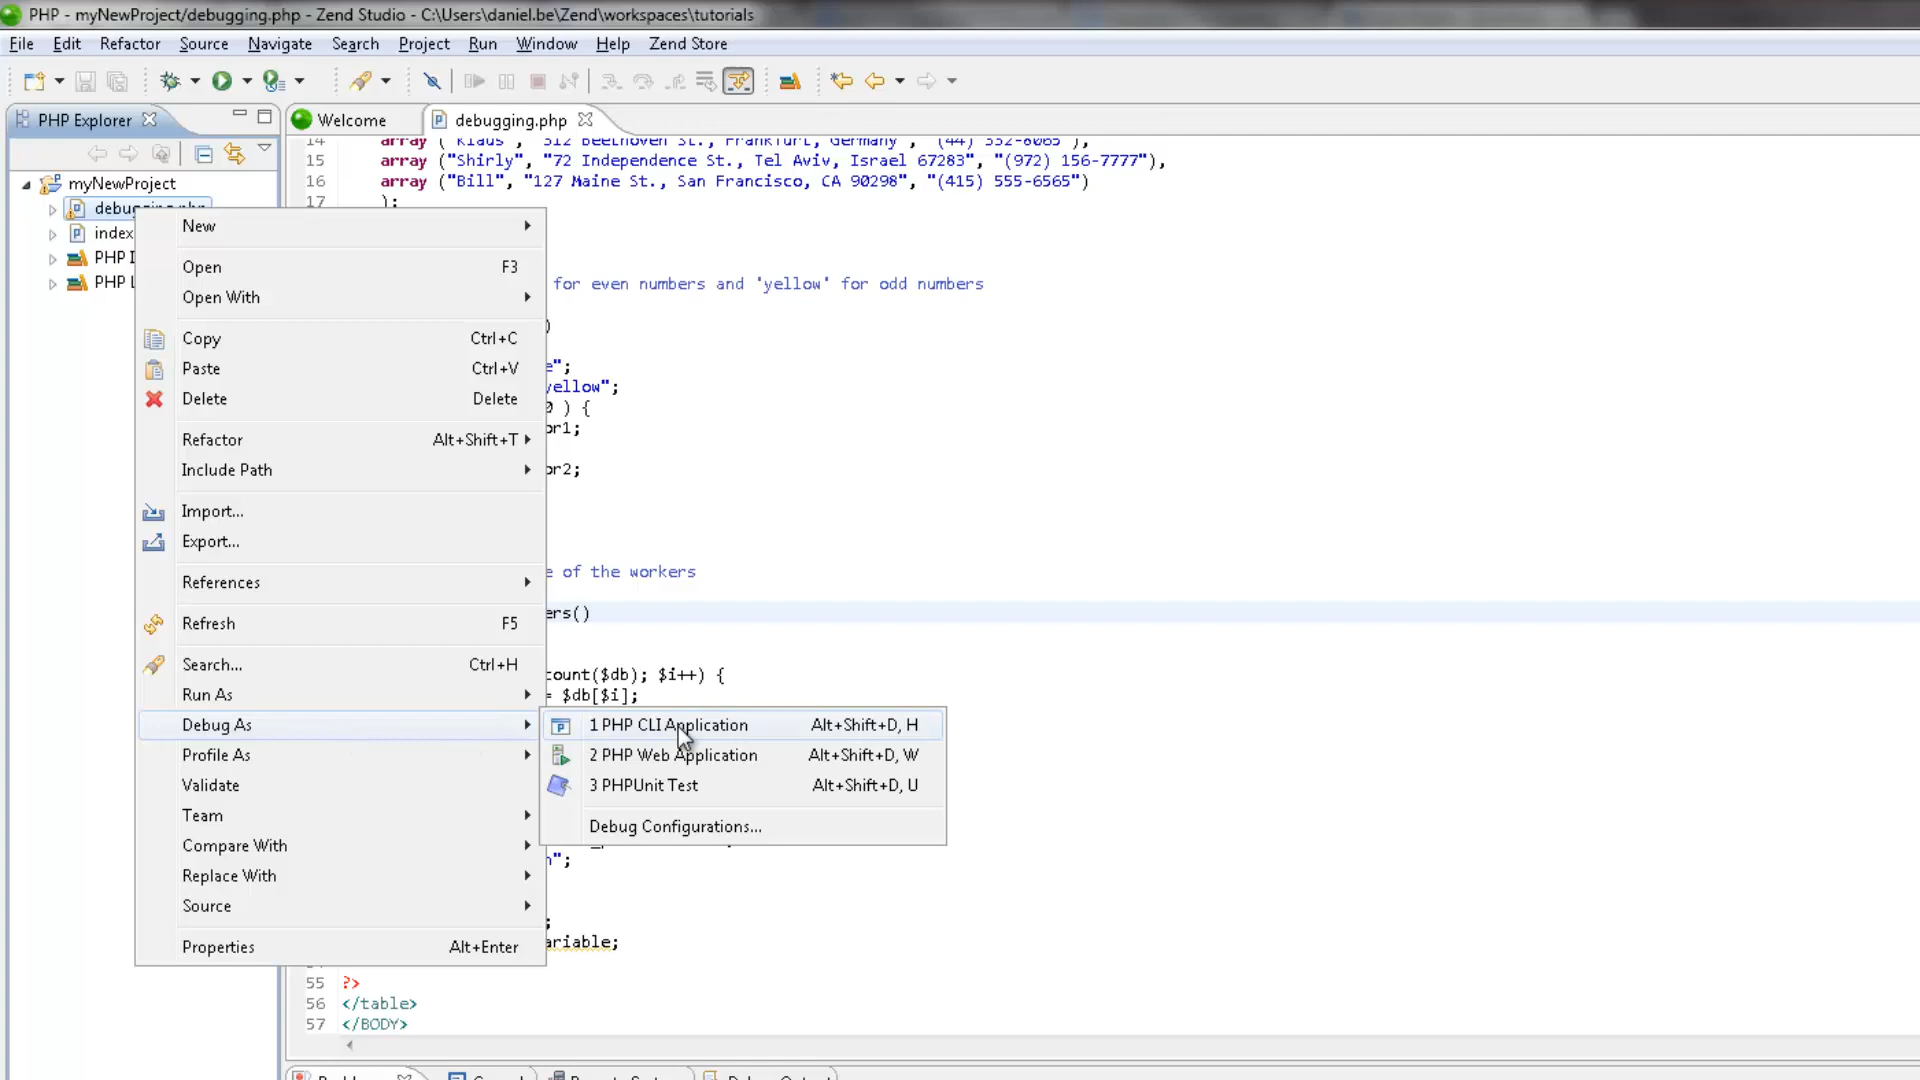 PHP - myNewProject/debugging.php - Zend Studio - C:\Users\daniel.be\Zend\workspaces\tutorials
File Edit Refactor Source Navigate Search Project Run Window Help Zend Store
PHP Explorer
Welcome debugging.php
myNewProject
debugging.php
index
PHP
PHP
14 array ("Klaus", "312 Beethoven St., Frankfurt, Germany", "(44) 332-8065"),
15 array ("Shirly", "72 Independence St., Tel Aviv, Israel 67283", "(972) 156-7777"),
16 array ("Bill", "127 Maine St., San Francisco, CA 90298", "(415) 555-6565")
17 );
for even numbers and 'yellow' for odd numbers
)
e";
yellow";
0 ) {
or1;
or2;
e of the workers
ers()
count($db); $i++) {
= $db[$i];
n";
;
ariable;
55 ?>
56 </table>
57 </BODY>
New
Open F3
Open With
Copy Ctrl+C
Paste Ctrl+V
Delete Delete
Refactor Alt+Shift+T
Include Path
Import...
Export...
References
Refresh F5
Search... Ctrl+H
Run As
Debug As
Profile As
Validate
Team
Compare With
Replace With
Source
Properties Alt+Enter
1 PHP CLI Application Alt+Shift+D, H
2 PHP Web Application Alt+Shift+D, W
3 PHPUnit Test Alt+Shift+D, U
Debug Configurations...